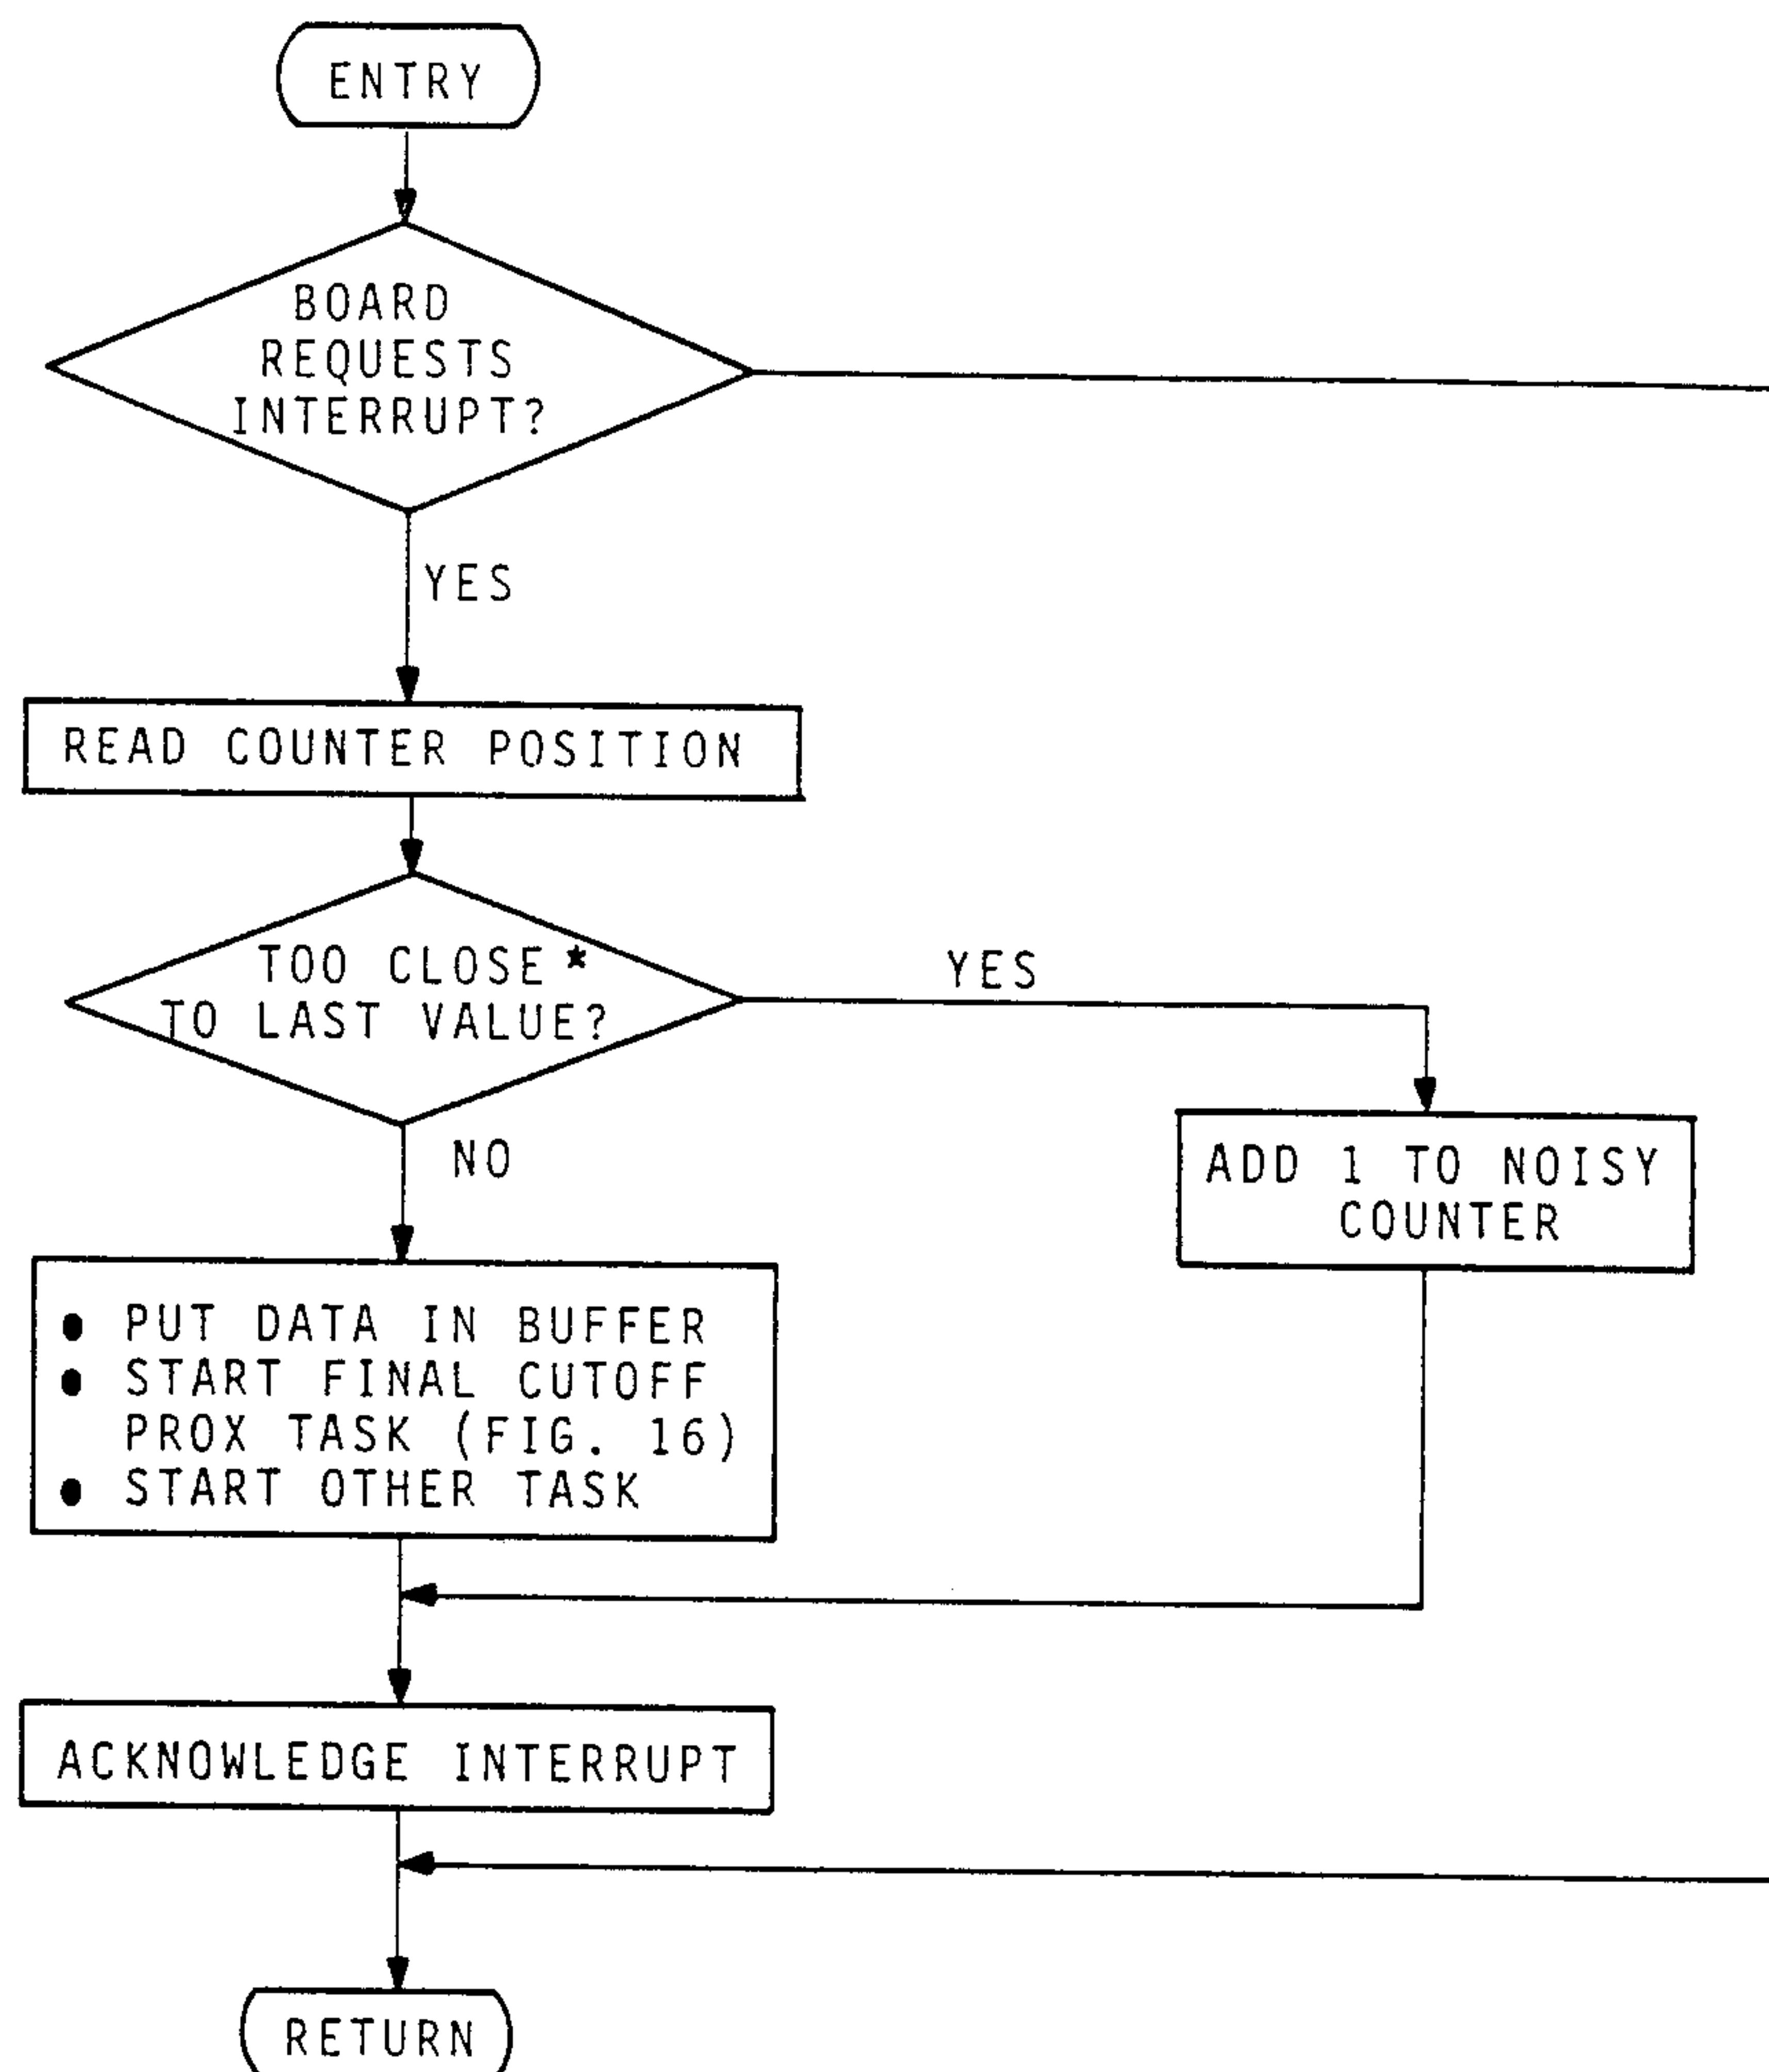 ENTRY
BOARD
REQUESTS
INTERRUPT?
YES
READ COUNTER POSITION
TOO CLOSE *
TO LAST VALUE?
YES
NO
ADD 1 TO NOISY
COUNTER
• PUT DATA IN BUFFER
• START FINAL CUTOFF
PROX TASK (FIG. 16)
• START OTHER TASK
ACKNOWLEDGE INTERRUPT
RETURN